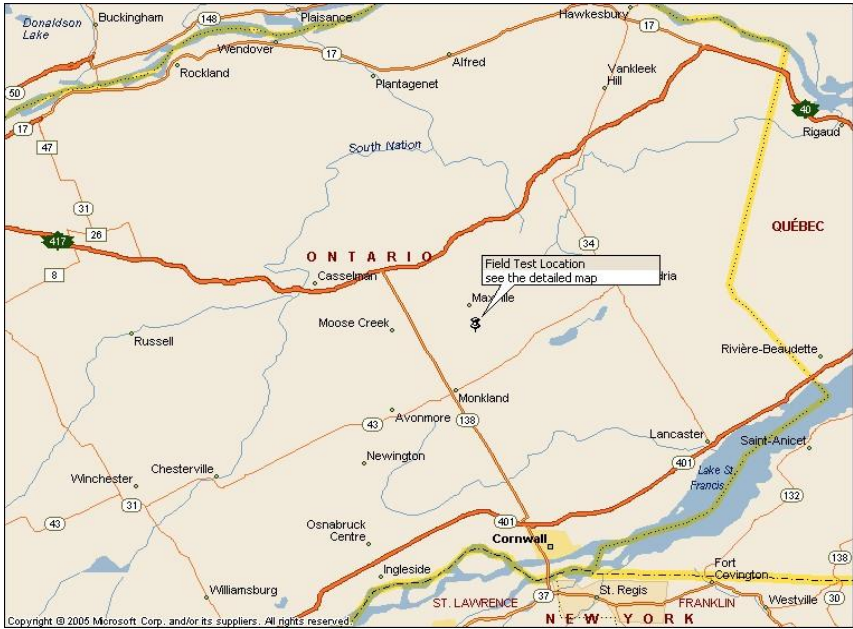 Donaldson
Lake
Buckingham
148
Plaisance
Hawkesbury
17
Wendover
17
Alfred
Rockland
Plantagenet
Vankleek
Hill
50
40
17
Rigaud
47
South Nation
31
34
QUÉBEC
417
26
ONTARIO
8
Casselman
Field Test Location
see the detailed map
dria
Maxville
Moose Creek
Russell
Rivière-Beaudette
Monkland
43
Avonmore
138
Lancaster
Saint-Anicet
Newington
401
Lake St.
Francis
Chesterville
Winchester
132
31
43
401
Osnabruck
Centre
Cornwall
138
Ingleside
Fort
Covington
Williamsburg
37
St. Regis
ST. LAWRENCE
FRANKLIN
Westville
NEW YORK
Copyright © 2005 Microsoft Corp. and/or its suppliers. All rights reserved.